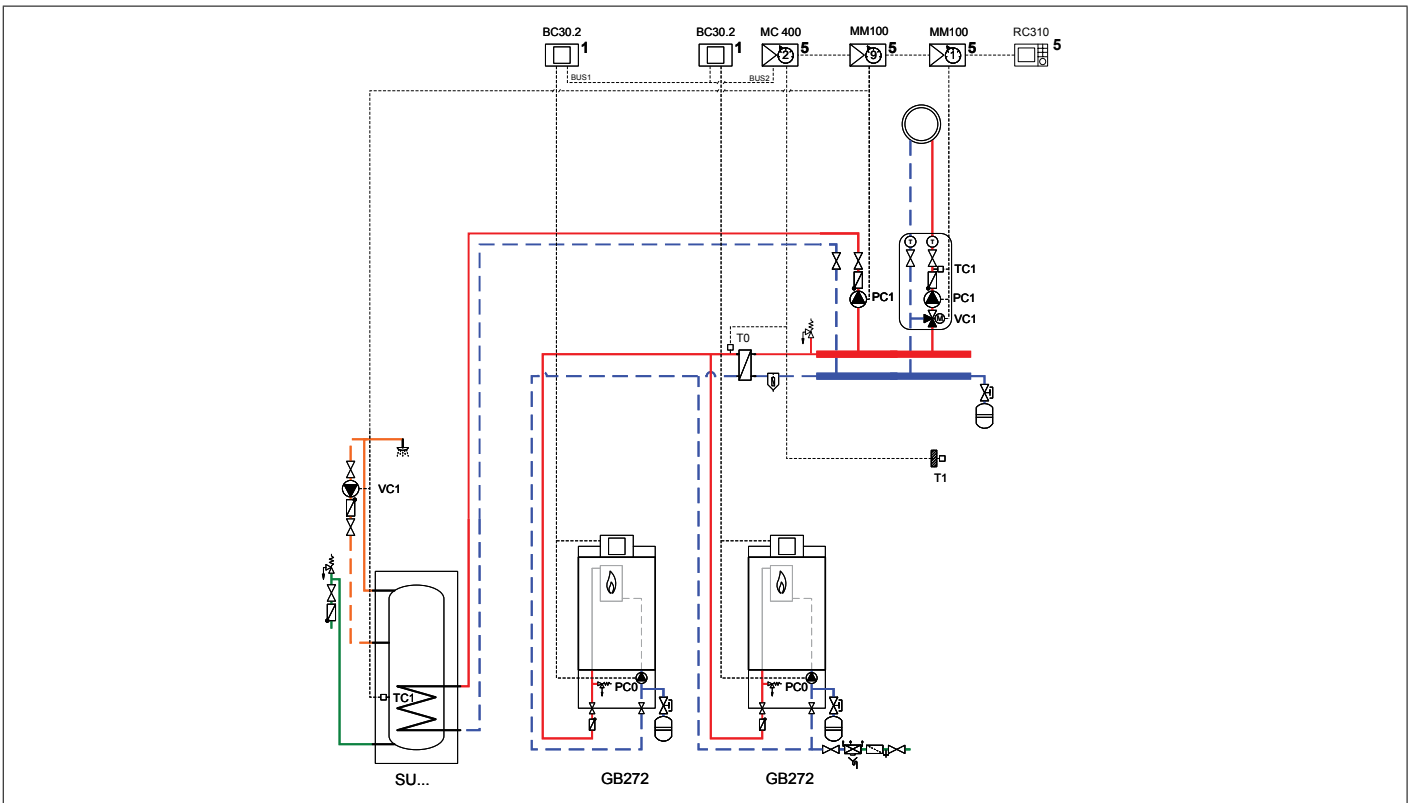 BC30.2
BC30.2
MC 400
MM100
MM100
RC310
1
1
5
5
5
5
2
9
1
BUS1
BUS2
T
T
TC1
PC1
PC1
M
VC1
T0
T1
VC1
TC1
PC0
PC0
SU...
GB272
GB272